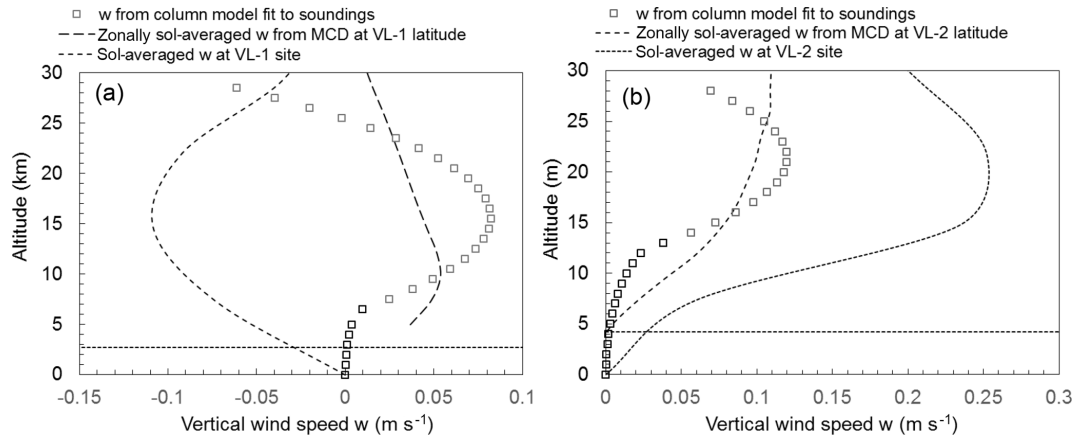 w from column model fit to soundings
Zonally sol-averaged w from MCD at VL-1 latitude
Sol-averaged w at VL-1 site
(a)
30
25
20
15
10
5
0
Altitude (km)
-0.15
-0.1
-0.05
0
0.05
0.1
Vertical wind speed w (m s⁻¹)
w from column model fit to soundings
Zonally sol-averaged w from MCD at VL-2 latitude
Sol-averaged w at VL-2 site
(b)
30
25
20
15
10
5
0
Altitude (m)
0.00
0.05
0.10
0.20
0.2
0.3
Vertical wind speed w (m s⁻¹)